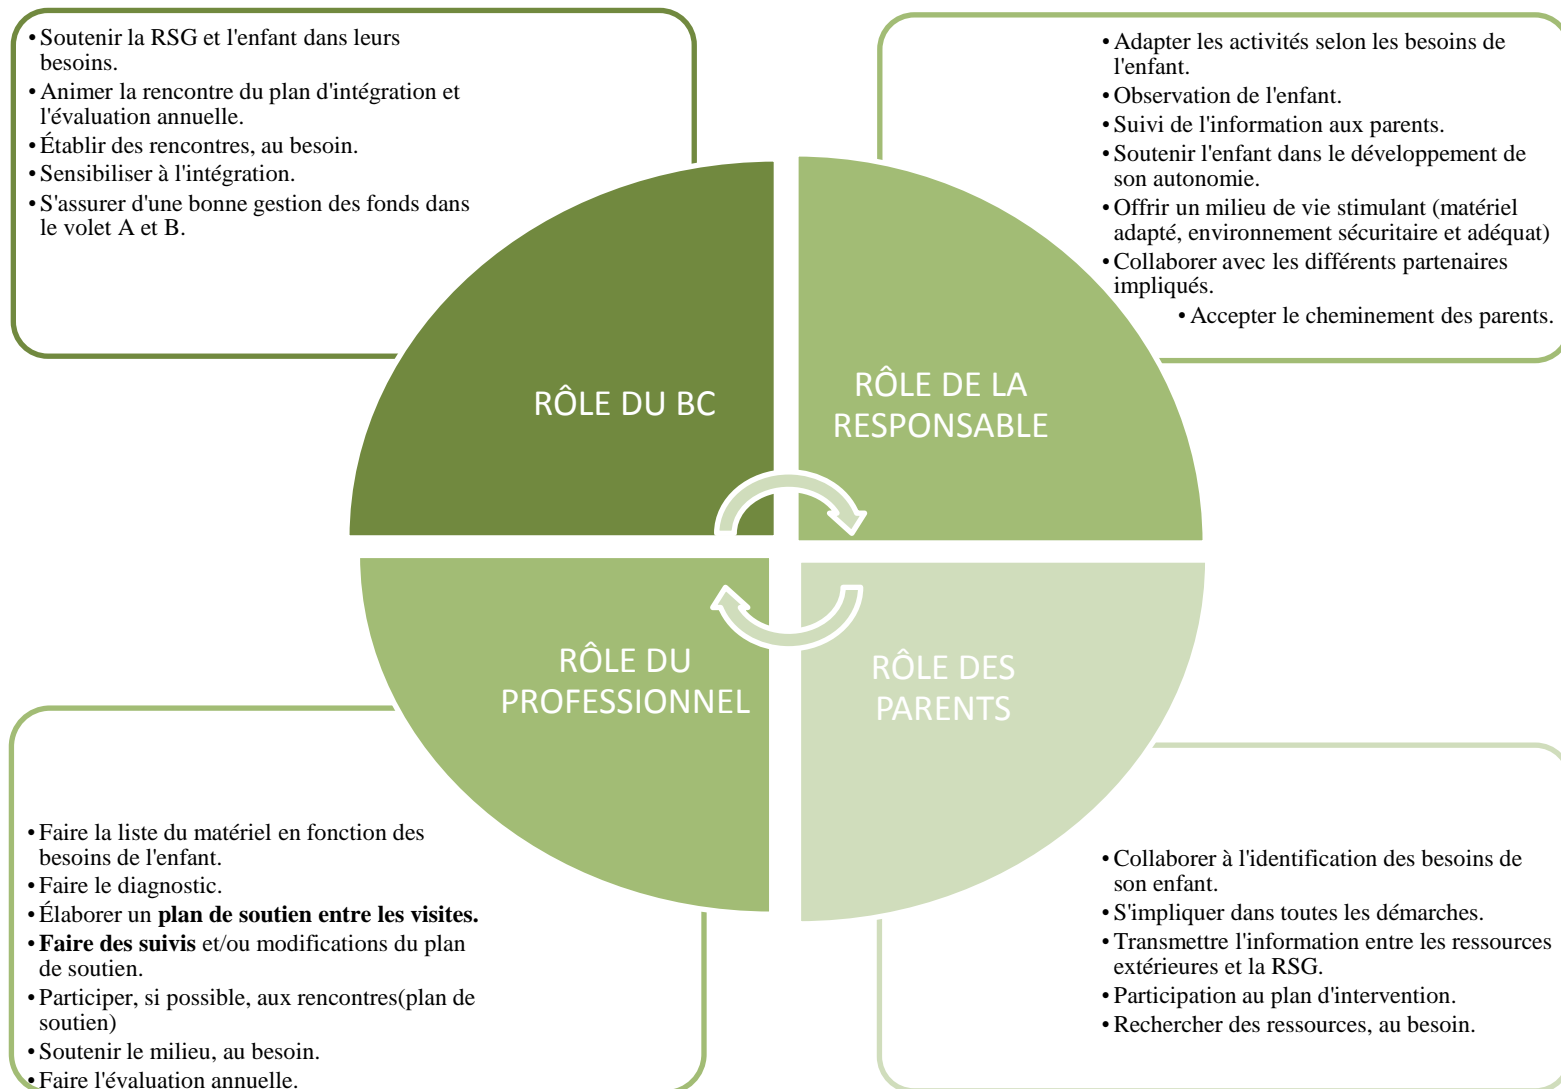 • Soutenir la RSG et l'enfant dans leurs
besoins.
• Animer la rencontre du plan d'intégration et
l'évaluation annuelle.
• Établir des rencontres, au besoin.
• Sensibiliser à l'intégration.
• S'assurer d'une bonne gestion des fonds dans
le volet A et B.
• Adapter les activités selon les besoins de
l'enfant.
• Observation de l'enfant.
• Suivi de l'information aux parents.
• Soutenir l'enfant dans le développement de
son autonomie.
• Offrir un milieu de vie stimulant (matériel
adapté, environnement sécuritaire et adéquat)
• Collaborer avec les différents partenaires
impliqués.
• Accepter le cheminement des parents.
RÔLE DU BC
RÔLE DE LA
RESPONSABLE
RÔLE DU
PROFESSIONNEL
RÔLE DES
PARENTS
• Faire la liste du matériel en fonction des
besoins de l'enfant.
• Faire le diagnostic.
• Élaborer un plan de soutien entre les visites.
• Faire des suivis et/ou modifications du plan
de soutien.
• Participer, si possible, aux rencontres(plan de
soutien)
• Soutenir le milieu, au besoin.
• Faire l'évaluation annuelle.
• Collaborer à l'identification des besoins de
son enfant.
• S'impliquer dans toutes les démarches.
• Transmettre l'information entre les ressources
extérieures et la RSG.
• Participation au plan d'intervention.
• Rechercher des ressources, au besoin.